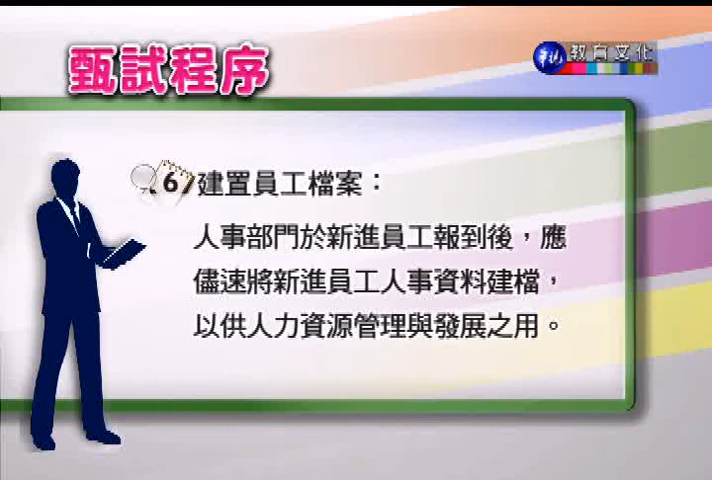 甄試程序
華視 教育文化
6 建置員工檔案：
人事部門於新進員工報到後，應
儘速將新進員工人事資料建檔，
以供人力資源管理與發展之用。